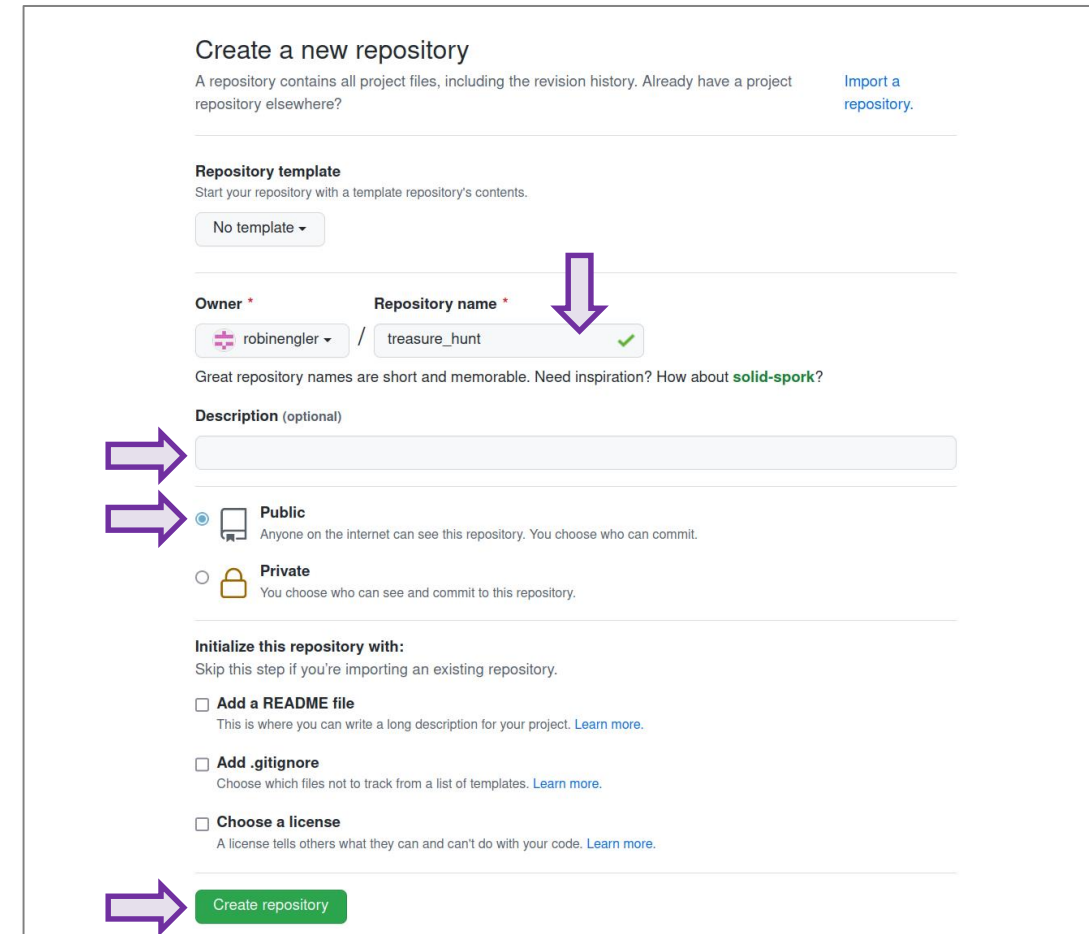 Create a new repository
A repository contains all project files, including the revision history. Already have a project
repository elsewhere?
Import a
repository.
Repository template
Start your repository with a template repository's contents.
No template
Owner *
Repository name *
robinengler
/
treasure_hunt
Great repository names are short and memorable. Need inspiration? How about solid-spork?
Description (optional)
Public
Anyone on the internet can see this repository. You choose who can commit.
Private
You choose who can see and commit to this repository.
Initialize this repository with:
Skip this step if you're importing an existing repository.
Add a README file
This is where you can write a long description for your project. Learn more.
Add .gitignore
Choose which files not to track from a list of templates. Learn more.
Choose a license
A license tells others what they can and can't do with your code. Learn more.
Create repository